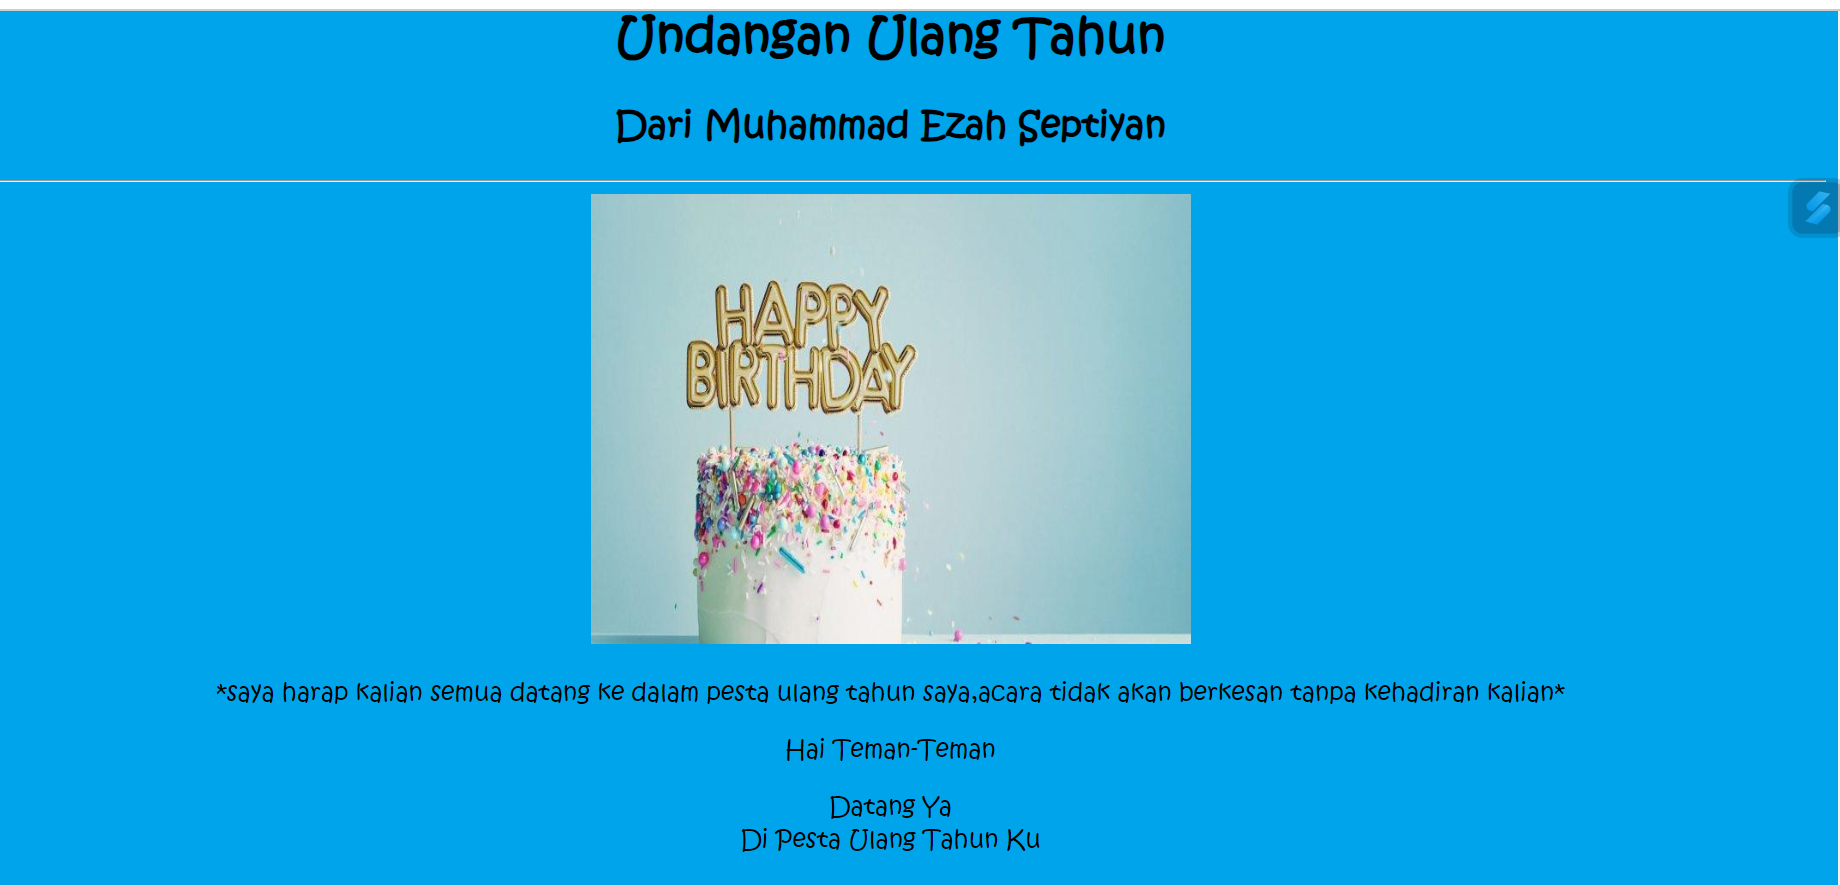 Undangan Ulang Tahun
Dari Muhammad Ezah Septiyan
HAPPY
BIRTHDAY
*saya harap kalian semua datang ke dalam pesta ulang tahun saya,acara tidak akan berkesan tanpa kehadiran kalian*
Hai Teman-Teman
Datang Ya
Di Pesta Ulang Tahun Ku